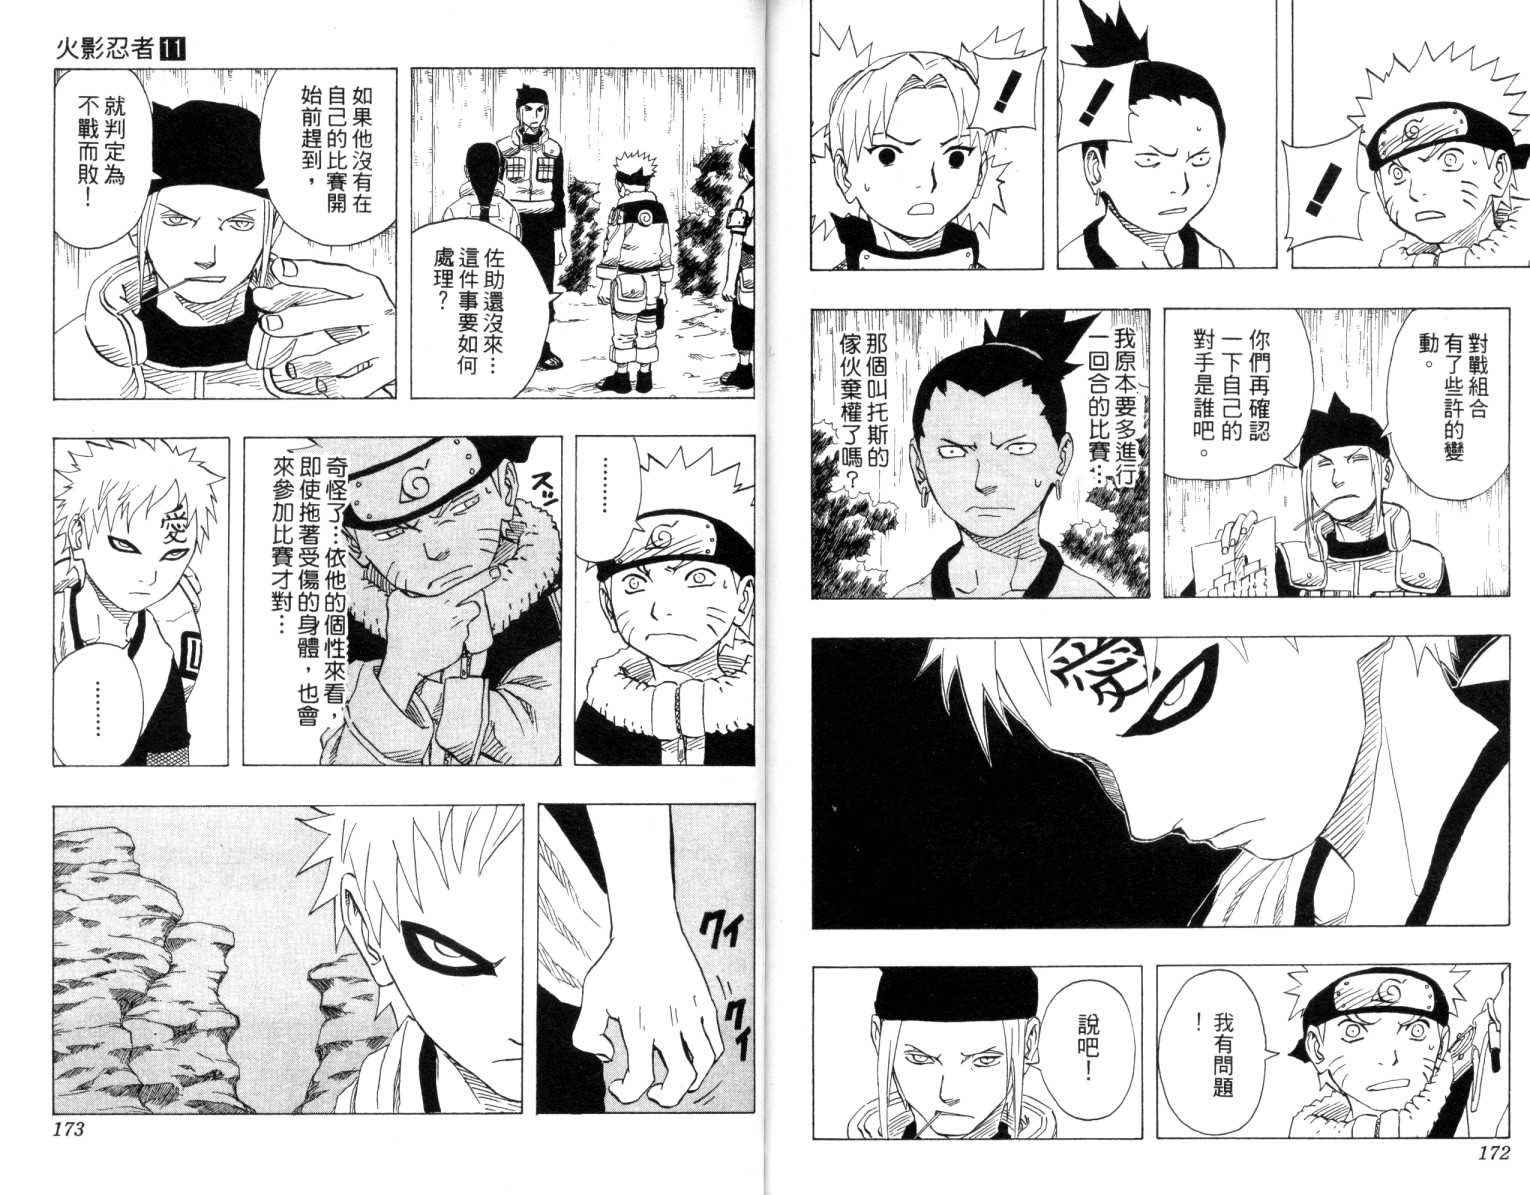 !
!
!
對戰組合
有了些許的變
動。
你們再確認
一下自己的
對手是誰吧。
我原本要多進行
一回合的比賽…
那個叫托斯的
傢伙棄權了嗎?
愛
我有問題
!
說吧!
172
火影忍者11
佐助還沒來…
這件事要如何
處理?
如果他沒有在
自己的比賽開
始前趕到,
就判定為
不戰而敗!
………
ズッ
奇怪了…依他的個性來看,
即使拖著受傷的身體,也會
來參加比賽才對…
愛
………
クイ
クイ
173